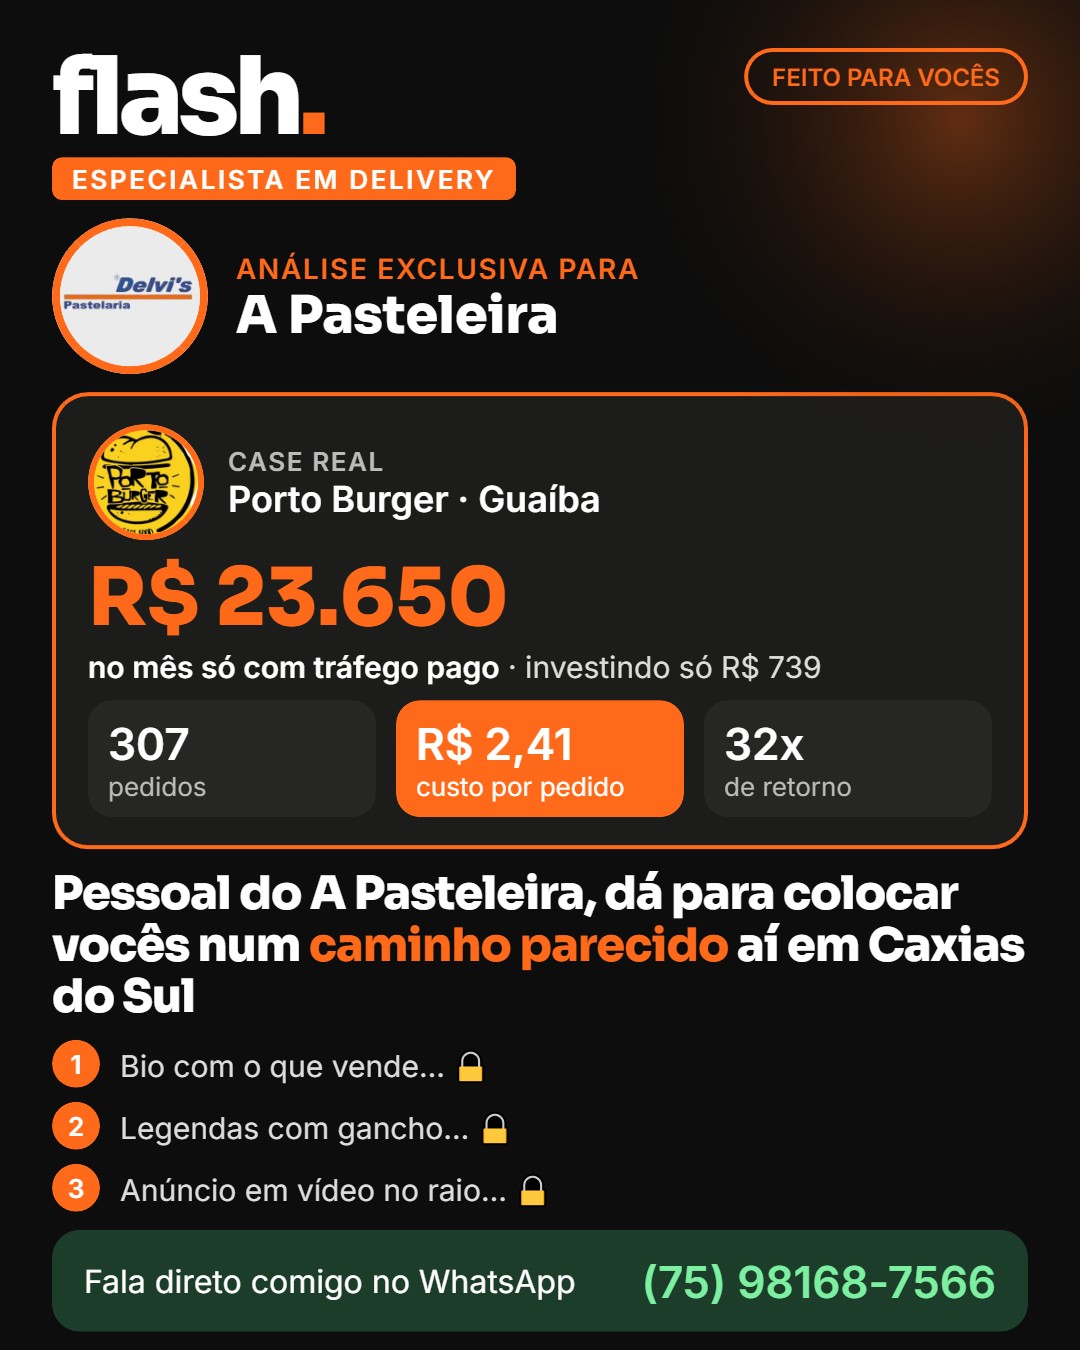 flash.
FEITO PARA VOCÊS
ESPECIALISTA EM DELIVERY
Delvi's
Pastelaria
ANÁLISE EXCLUSIVA PARA
A Pasteleira
PORTO
BURGER
CASE REAL
Porto Burger · Guaíba
R$ 23.650
no mês só com tráfego pago · investindo só R$ 739
307
pedidos
R$ 2,41
custo por pedido
32x
de retorno
Pessoal do A Pasteleira, dá para colocar
vocês num caminho parecido aí em Caxias
do Sul
1 Bio com o que vende... 🔒
2 Legendas com gancho... 🔒
3 Anúncio em vídeo no raio... 🔒
Fala direto comigo no WhatsApp (75) 98168-7566